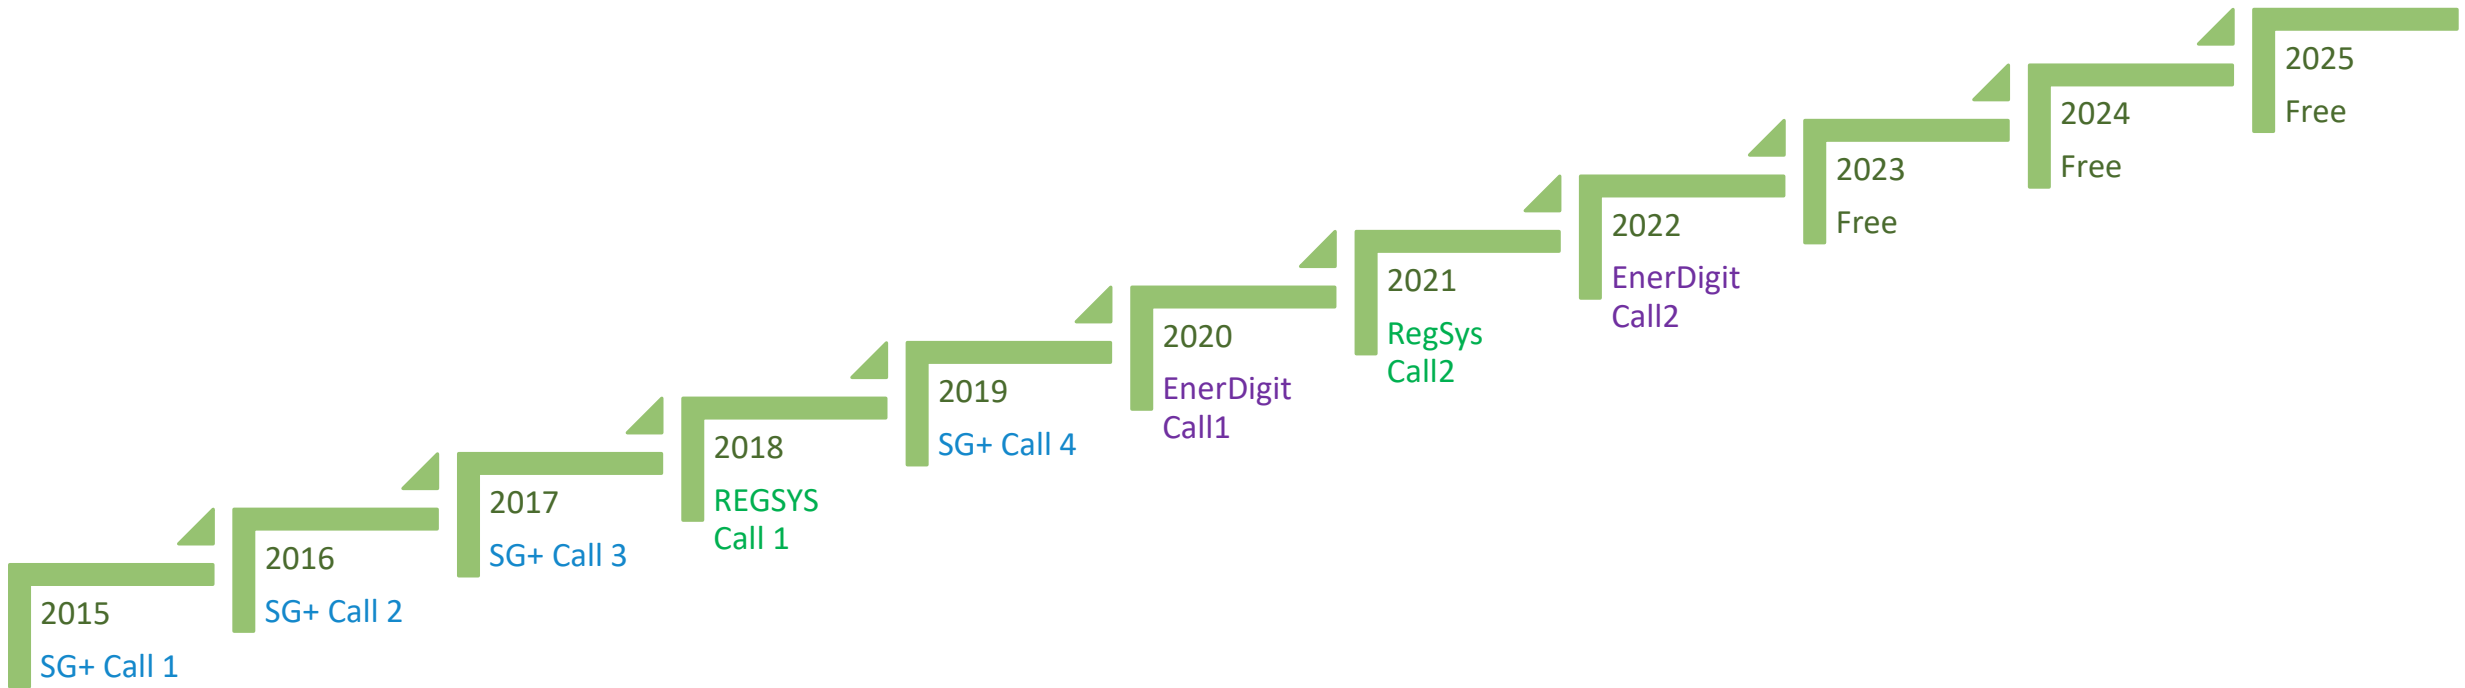 2015
SG+ Call 1
2016
SG+ Call 2
2017
SG+ Call 3
2018
REGSYS
Call 1
2019
SG+ Call 4
2020
EnerDigit
Call1
2021
RegSys
Call2
2022
EnerDigit
Call2
2023
Free
2024
Free
2025
Free